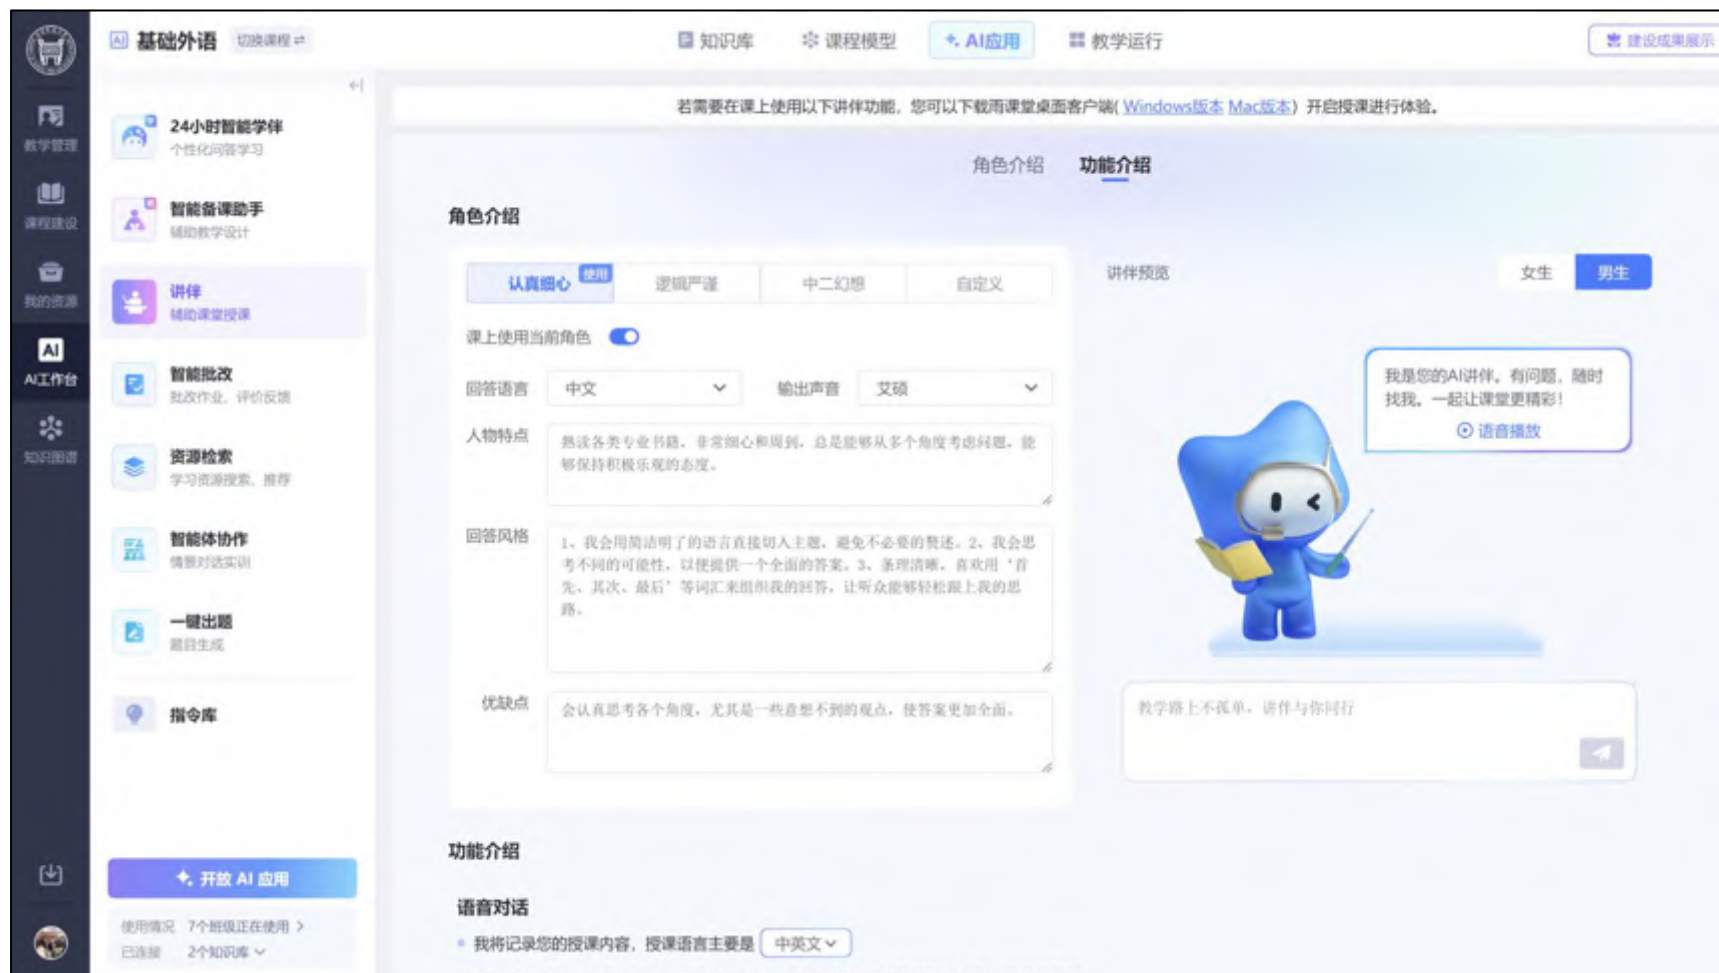 教学管理
课程建设
我的资源
AI
AI工作台
知识图谱
AI 基础外语 切换课程
24小时智能学伴
个性化问答学习
智能备课助手
辅助教学设计
讲伴
辅助课堂授课
智能批改
批改作业、评价反馈
资源检索
学习资源搜索、推荐
智能体协作
情景对话实训
一键出题
题目生成
指令库
开放 AI 应用
使用情况 7个班级正在使用 >
已连接 2个知识库
知识库 课程模型 AI应用 教学运行
建设成果展示
若需要在课上使用以下讲伴功能，您可以下载雨课堂桌面客户端( Windows版本 Mac版本）开启授课进行体验。
角色介绍 功能介绍
角色介绍
认真细心 使用 逻辑严谨 中二幻想 自定义
课上使用当前角色
回答语言 中文 输出声音 艾硕
人物特点
熟读各类专业书籍，非常细心和周到，总是能够从多个角度考虑问题，能
够保持积极乐观的态度。
回答风格
1、我会用简洁明了的语言直接切入主题，避免不必要的赘述。2、我会思
考不同的可能性，以便提供一个全面的答案。3、条理清晰，喜欢用‘首
先、其次、最后’等词汇来组织我的回答，让听众能够轻松跟上我的思
路。
优缺点
会认真思考各个角度，尤其是一些意想不到的观点，使答案更加全面。
讲伴预览 女生 男生
我是您的AI讲伴。有问题，随时
找我。一起让课堂更精彩！
语音播放
教学路上不孤单，讲伴与你同行
功能介绍
语音对话
我将记录您的授课内容，授课语言主要是 中英文